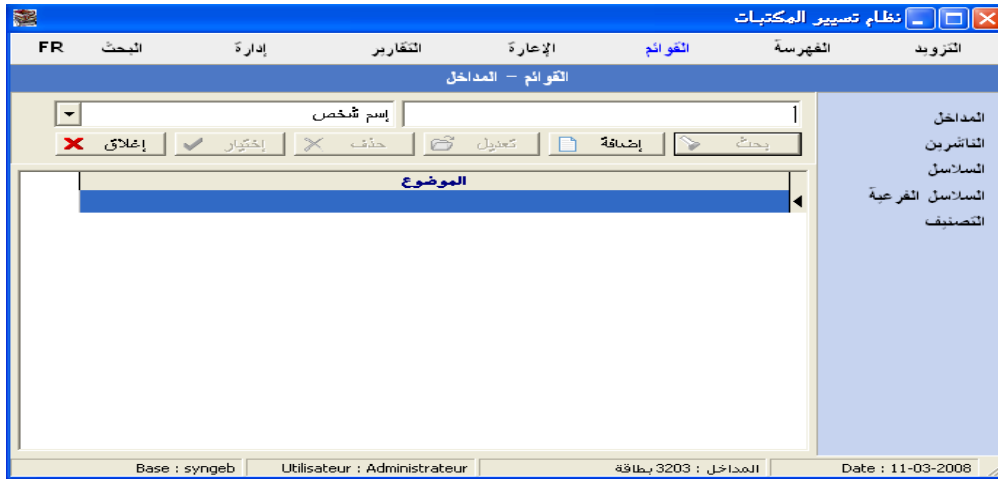 نظام تسيير المكتبات
التزويد الفهرسة القوائم الإعارة التقارير إدارة البحث FR
القوائم – المداخل
المداخل
الناشرين
السلاسل
السلاسل الفرعية
التصنيف
أ إسم شخص
بحث إضافة تعديل حذف إختيار إغلاق
الموضوع
Base : syngeb Utilisateur : Administrateur المداخل : 3203 بطاقة Date : 11-03-2008